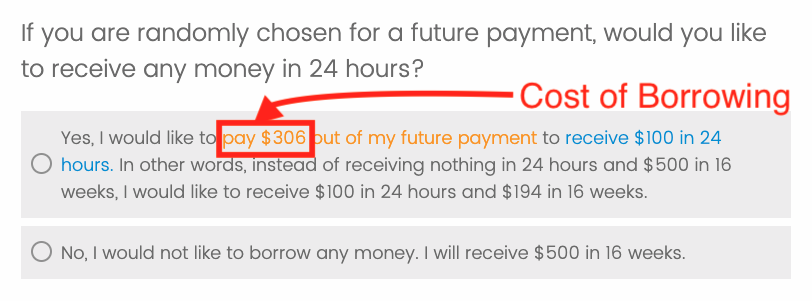 If you are randomly chosen for a future payment, would you like
to receive any money in 24 hours?
Cost of Borrowing
Yes, I would like to pay $306 out of my future payment to receive $100 in 24
hours. In other words, instead of receiving nothing in 24 hours and $500 in 16
weeks, I would like to receive $100 in 24 hours and $194 in 16 weeks.
No, I would not like to borrow any money. I will receive $500 in 16 weeks.